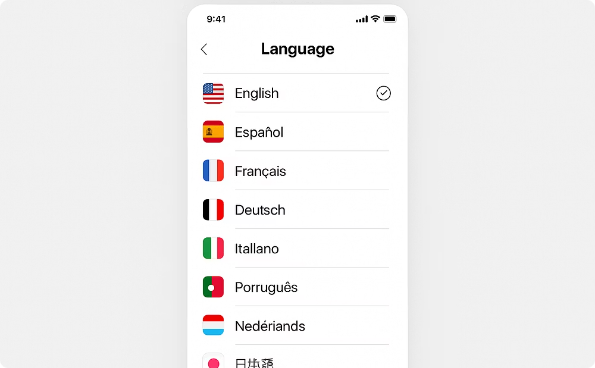 9:41
Language
English
Español
Français
Deutsch
Itallano
Porruguês
Nedériands